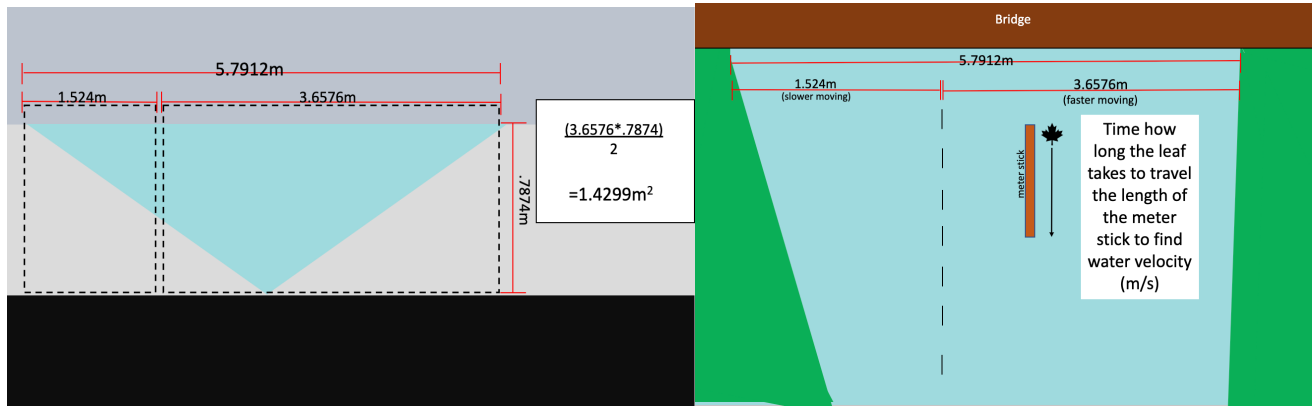 5.7912m
1.524m
3.6576m
(3.6576*.7874)
2
=1.4299m²
.7874m
Bridge
5.7912m
1.524m
(slower moving)
3.6576m
(faster moving)
meter stick
Time how
long the leaf
takes to travel
the length of
the meter
stick to find
water velocity
(m/s)